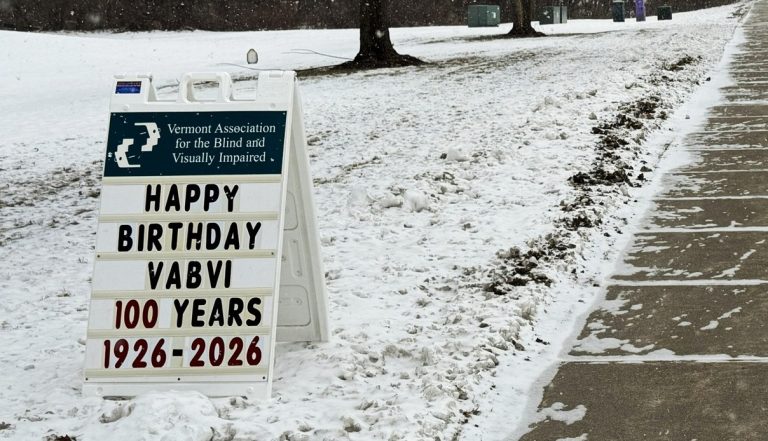 Vermont Association
for the Blind and
Visually Impaired
HAPPY
BIRTHDAY
VABVI
100 YEARS
1926-2026